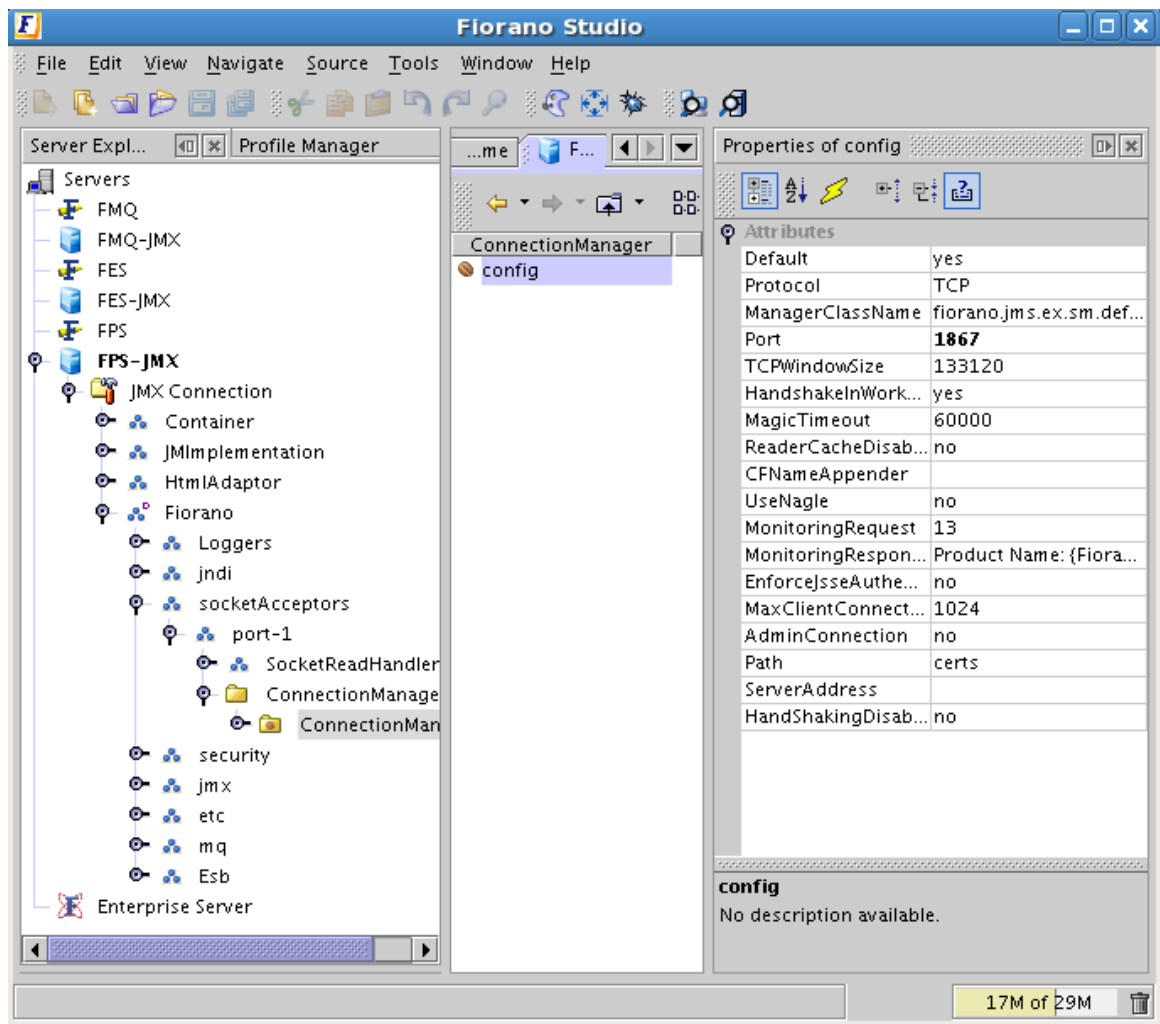 Fiorano Studio
File Edit View Navigate Source Tools Window Help
Server Expl... Profile Manager
Servers
FMQ
FMQ-JMX
FES
FES-JMX
FPS
FPS-JMX
JMX Connection
Container
JMImplementation
HtmlAdaptor
Fiorano
Loggers
jndi
socketAcceptors
port-1
SocketReadHandler
ConnectionManage
ConnectionMan
security
jmx
etc
mq
Esb
Enterprise Server
...me F...
ConnectionManager
config
Properties of config
Attributes
Default yes
Protocol TCP
ManagerClassName fiorano.jms.ex.sm.def...
Port 1867
TCPWindowSize 133120
HandshakeInWork... yes
MagicTimeout 60000
ReaderCacheDisab... no
CFNameAppender
UseNagle no
MonitoringRequest 13
MonitoringRespon... Product Name: {Fiora...
EnforceJsseAuthe... no
MaxClientConnect... 1024
AdminConnection no
Path certs
ServerAddress
HandShakingDisab... no
config
No description available.
17M of 29M